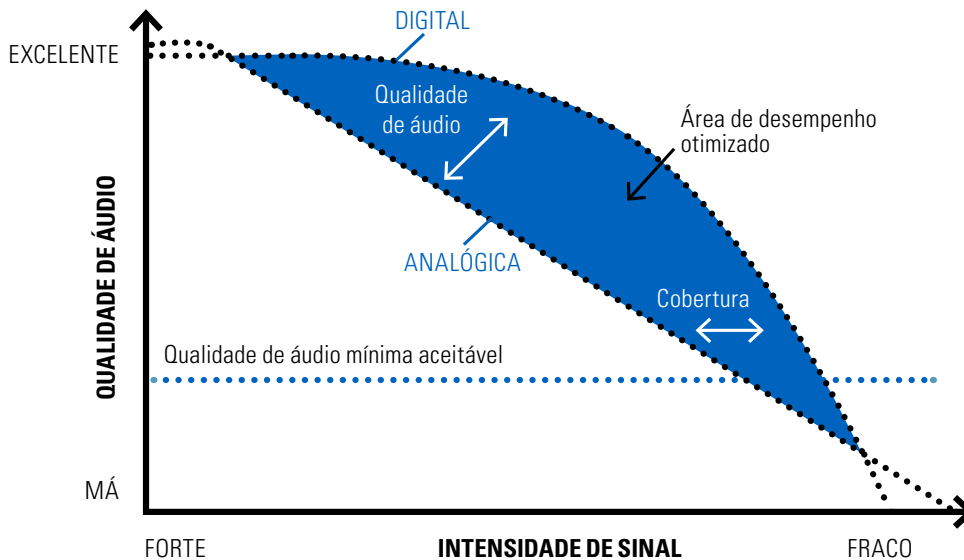 DIGITAL
EXCELENTE
Qualidade
de áudio
Área de desempenho
otimizado
QUALIDADE DE ÁUDIO
ANALÓGICA
Cobertura
Qualidade de áudio mínima aceitável
MÁ
FORTE
INTENSIDADE DE SINAL
FRACO